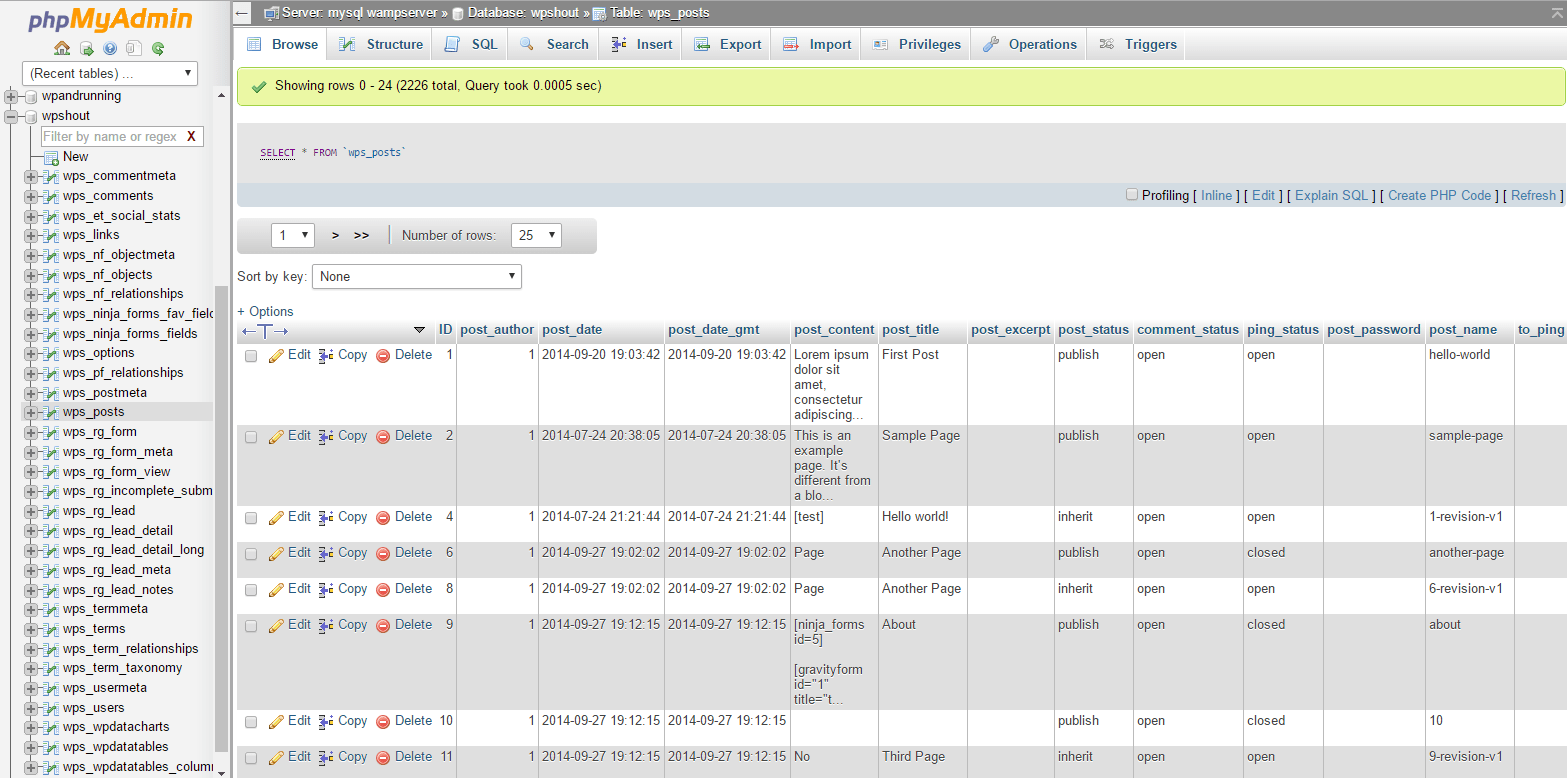 phpMyAdmin
(Recent tables) ...
wpandrunning
wpshout
Filter by name or regex X
New
wps_commentmeta
wps_comments
wps_et_social_stats
wps_links
wps_nf_objectmeta
wps_nf_objects
wps_nf_relationships
wps_ninja_forms_fav_field
wps_ninja_forms_fields
wps_options
wps_pf_relationships
wps_postmeta
wps_posts
wps_rg_form
wps_rg_form_meta
wps_rg_form_view
wps_rg_incomplete_subm
wps_rg_lead
wps_rg_lead_detail
wps_rg_lead_detail_long
wps_rg_lead_meta
wps_rg_lead_notes
wps_termmeta
wps_terms
wps_term_relationships
wps_term_taxonomy
wps_usermeta
wps_users
wps_wpdatacharts
wps_wpdatatables
wps_wpdatatables_column
Server: mysql wampserver » Database: wpshout » Table: wps_posts
Browse Structure SQL Search Insert Export Import Privileges Operations Triggers
Showing rows 0 - 24 (2226 total, Query took 0.0005 sec)
SELECT * FROM `wps_posts`
Profiling [ Inline ] [ Edit ] [ Explain SQL ] [ Create PHP Code ] [ Refresh ]
1 > >> Number of rows: 25
Sort by key: None
+ Options
←T→ ID post_author post_date post_date_gmt post_content post_title post_excerpt post_status comment_status ping_status post_password post_name to_ping
Edit Copy Delete 1 1 2014-09-20 19:03:42 2014-09-20 19:03:42 Lorem ipsum First Post publish open open hello-world
dolor sit
amet,
consectetur
adipiscing...
Edit Copy Delete 2 1 2014-07-24 20:38:05 2014-07-24 20:38:05 This is an Sample Page publish open open sample-page
example
page. It's
different from
a blo...
Edit Copy Delete 4 1 2014-07-24 21:21:44 2014-07-24 21:21:44 [test] Hello world! inherit open open 1-revision-v1
Edit Copy Delete 6 1 2014-09-27 19:02:02 2014-09-27 19:02:02 Page Another Page publish open closed another-page
Edit Copy Delete 8 1 2014-09-27 19:02:02 2014-09-27 19:02:02 Page Another Page inherit open open 6-revision-v1
Edit Copy Delete 9 1 2014-09-27 19:12:15 2014-09-27 19:12:15 [ninja_forms About publish open closed about
id=5]
[gravityform
id="1"
title="t...
Edit Copy Delete 10 1 2014-09-27 19:12:15 2014-09-27 19:12:15 publish open closed 10
Edit Copy Delete 11 1 2014-09-27 19:12:15 2014-09-27 19:12:15 No Third Page inherit open open 9-revision-v1